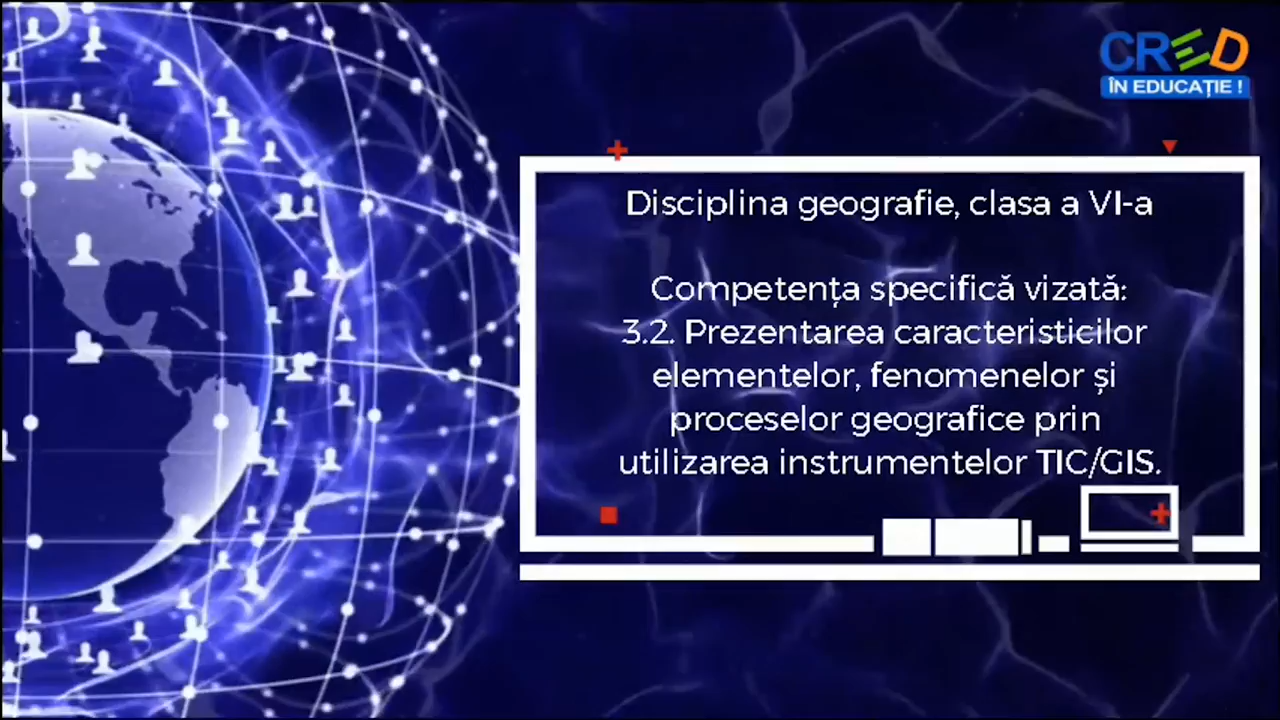 CRED
ÎN EDUCAȚIE !
Disciplina geografie, clasa a VI-a
Competența specifică vizată:
3.2. Prezentarea caracteristicilor
elementelor, fenomenelor și
proceselor geografice prin
utilizarea instrumentelor TIC/GIS.